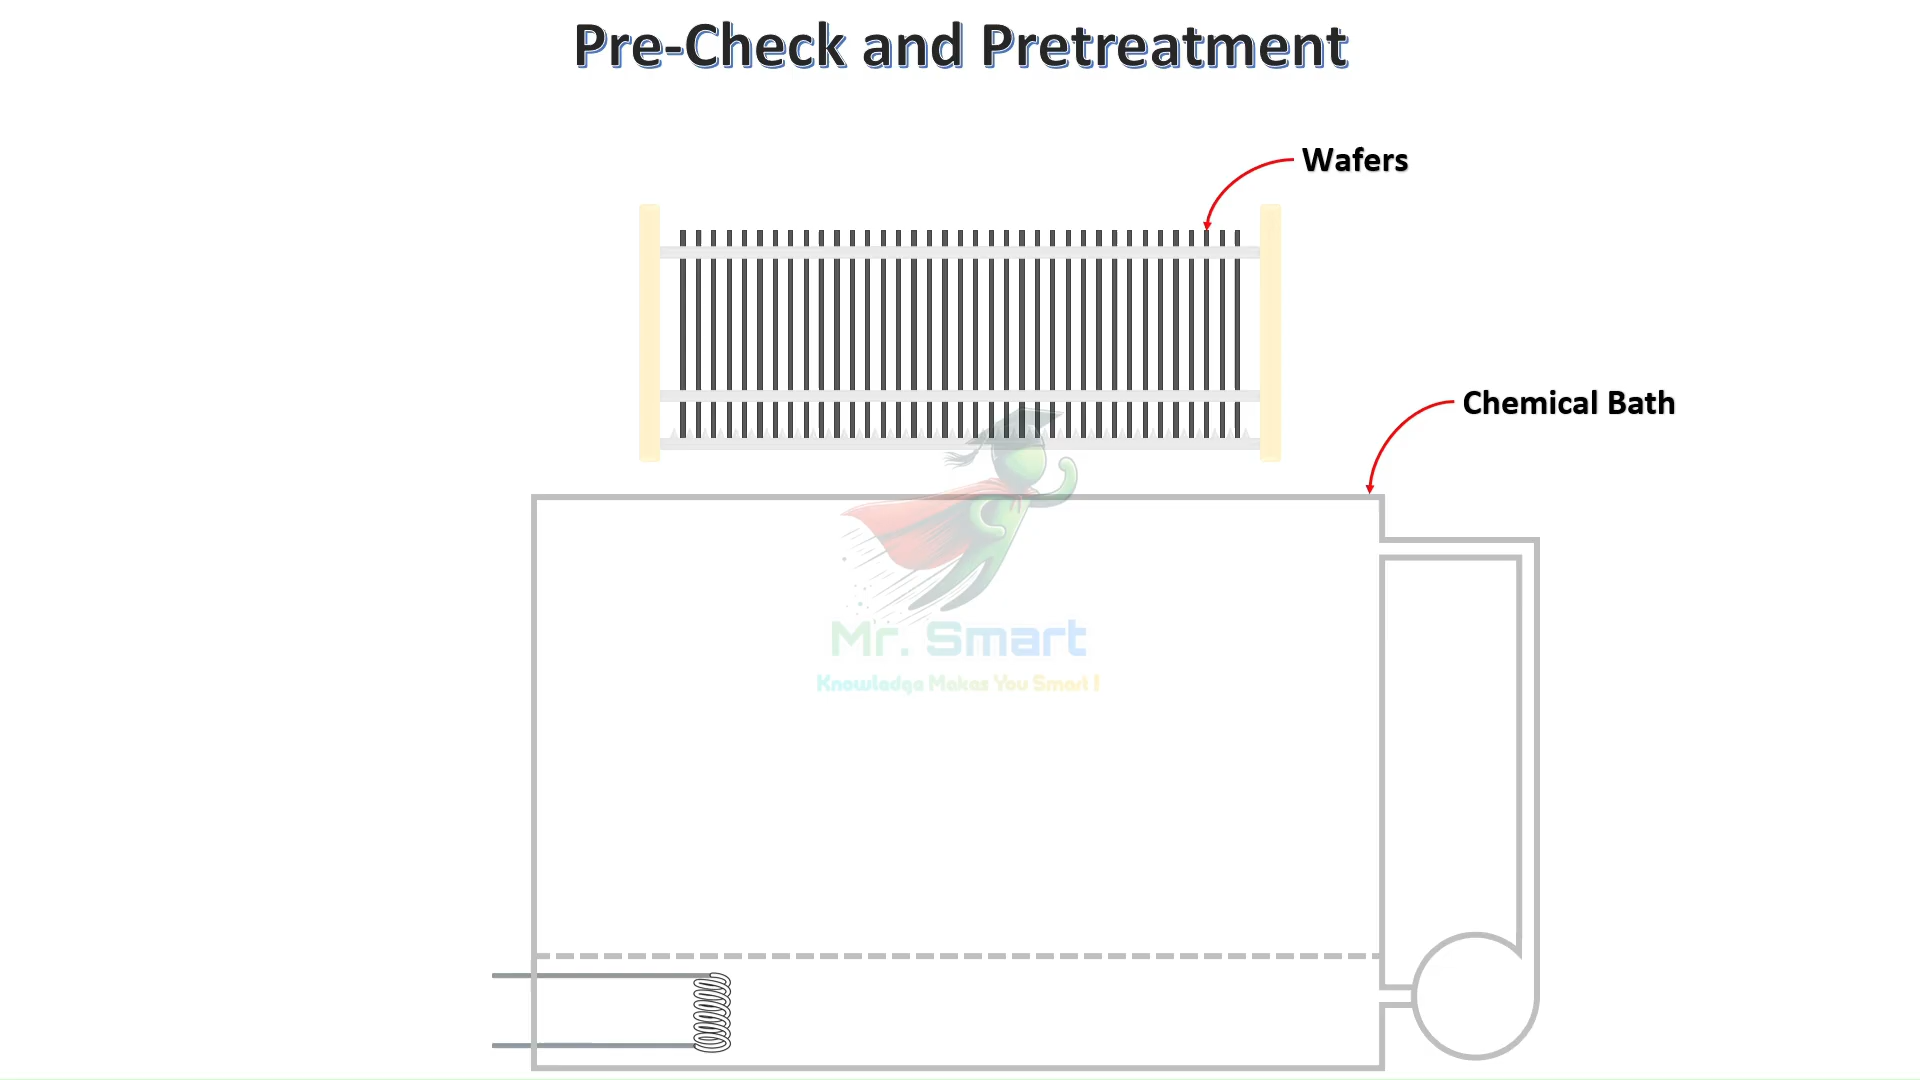 Pre-Check and Pretreatment
Wafers
Chemical Bath
Mr. Smart
Knowledge Makes You Smart !